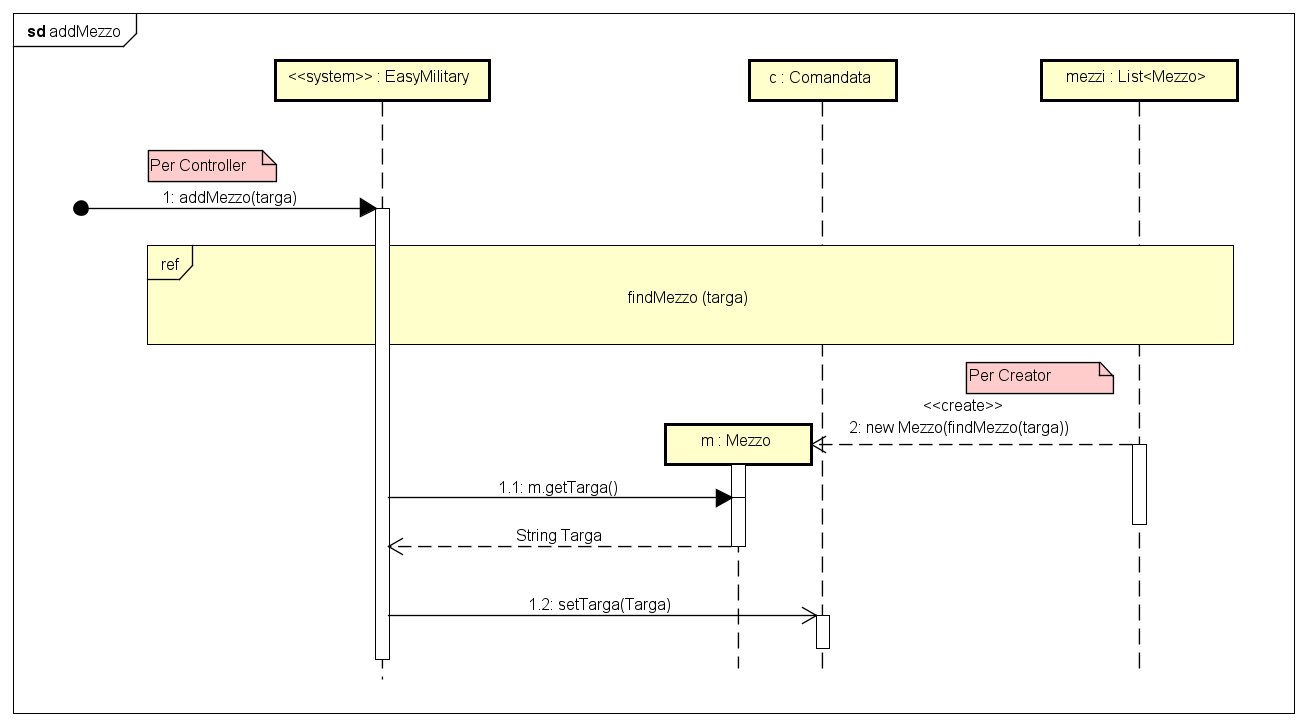 sd addMezzo
<<system>> : EasyMilitary
c : Comandata
mezzi : List<Mezzo>
Per Controller
1: addMezzo(targa)
ref
findMezzo (targa)
Per Creator
<<create>>
2: new Mezzo(findMezzo(targa))
m : Mezzo
1.1: m.getTarga()
String Targa
1.2: setTarga(Targa)